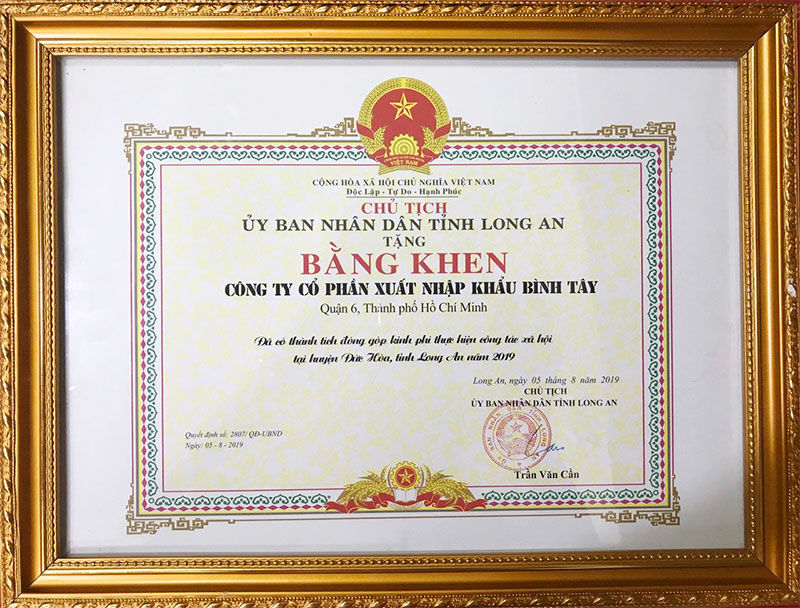 VIỆT NAM
CỘNG HÒA XÃ HỘI CHỦ NGHĨA VIỆT NAM
Độc Lập - Tự Do - Hạnh Phúc
CHỦ TỊCH
ỦY BAN NHÂN DÂN TỈNH LONG AN
TẶNG
BẰNG KHEN
CÔNG TY CỔ PHẦN XUẤT NHẬP KHẨU BÌNH TÂY
Quận 6, Thành phố Hồ Chí Minh
Đã có thành tích đóng góp kinh phí thực hiện công tác xã hội
tại huyện Đức Hòa, tỉnh Long An năm 2019
Long An, ngày 05 tháng 8 năm 2019
CHỦ TỊCH
ỦY BAN NHÂN DÂN TỈNH LONG AN
Quyết định số: 2807/ QĐ-UBND
Ngày: 05 - 8 - 2019
Trần Văn Cần